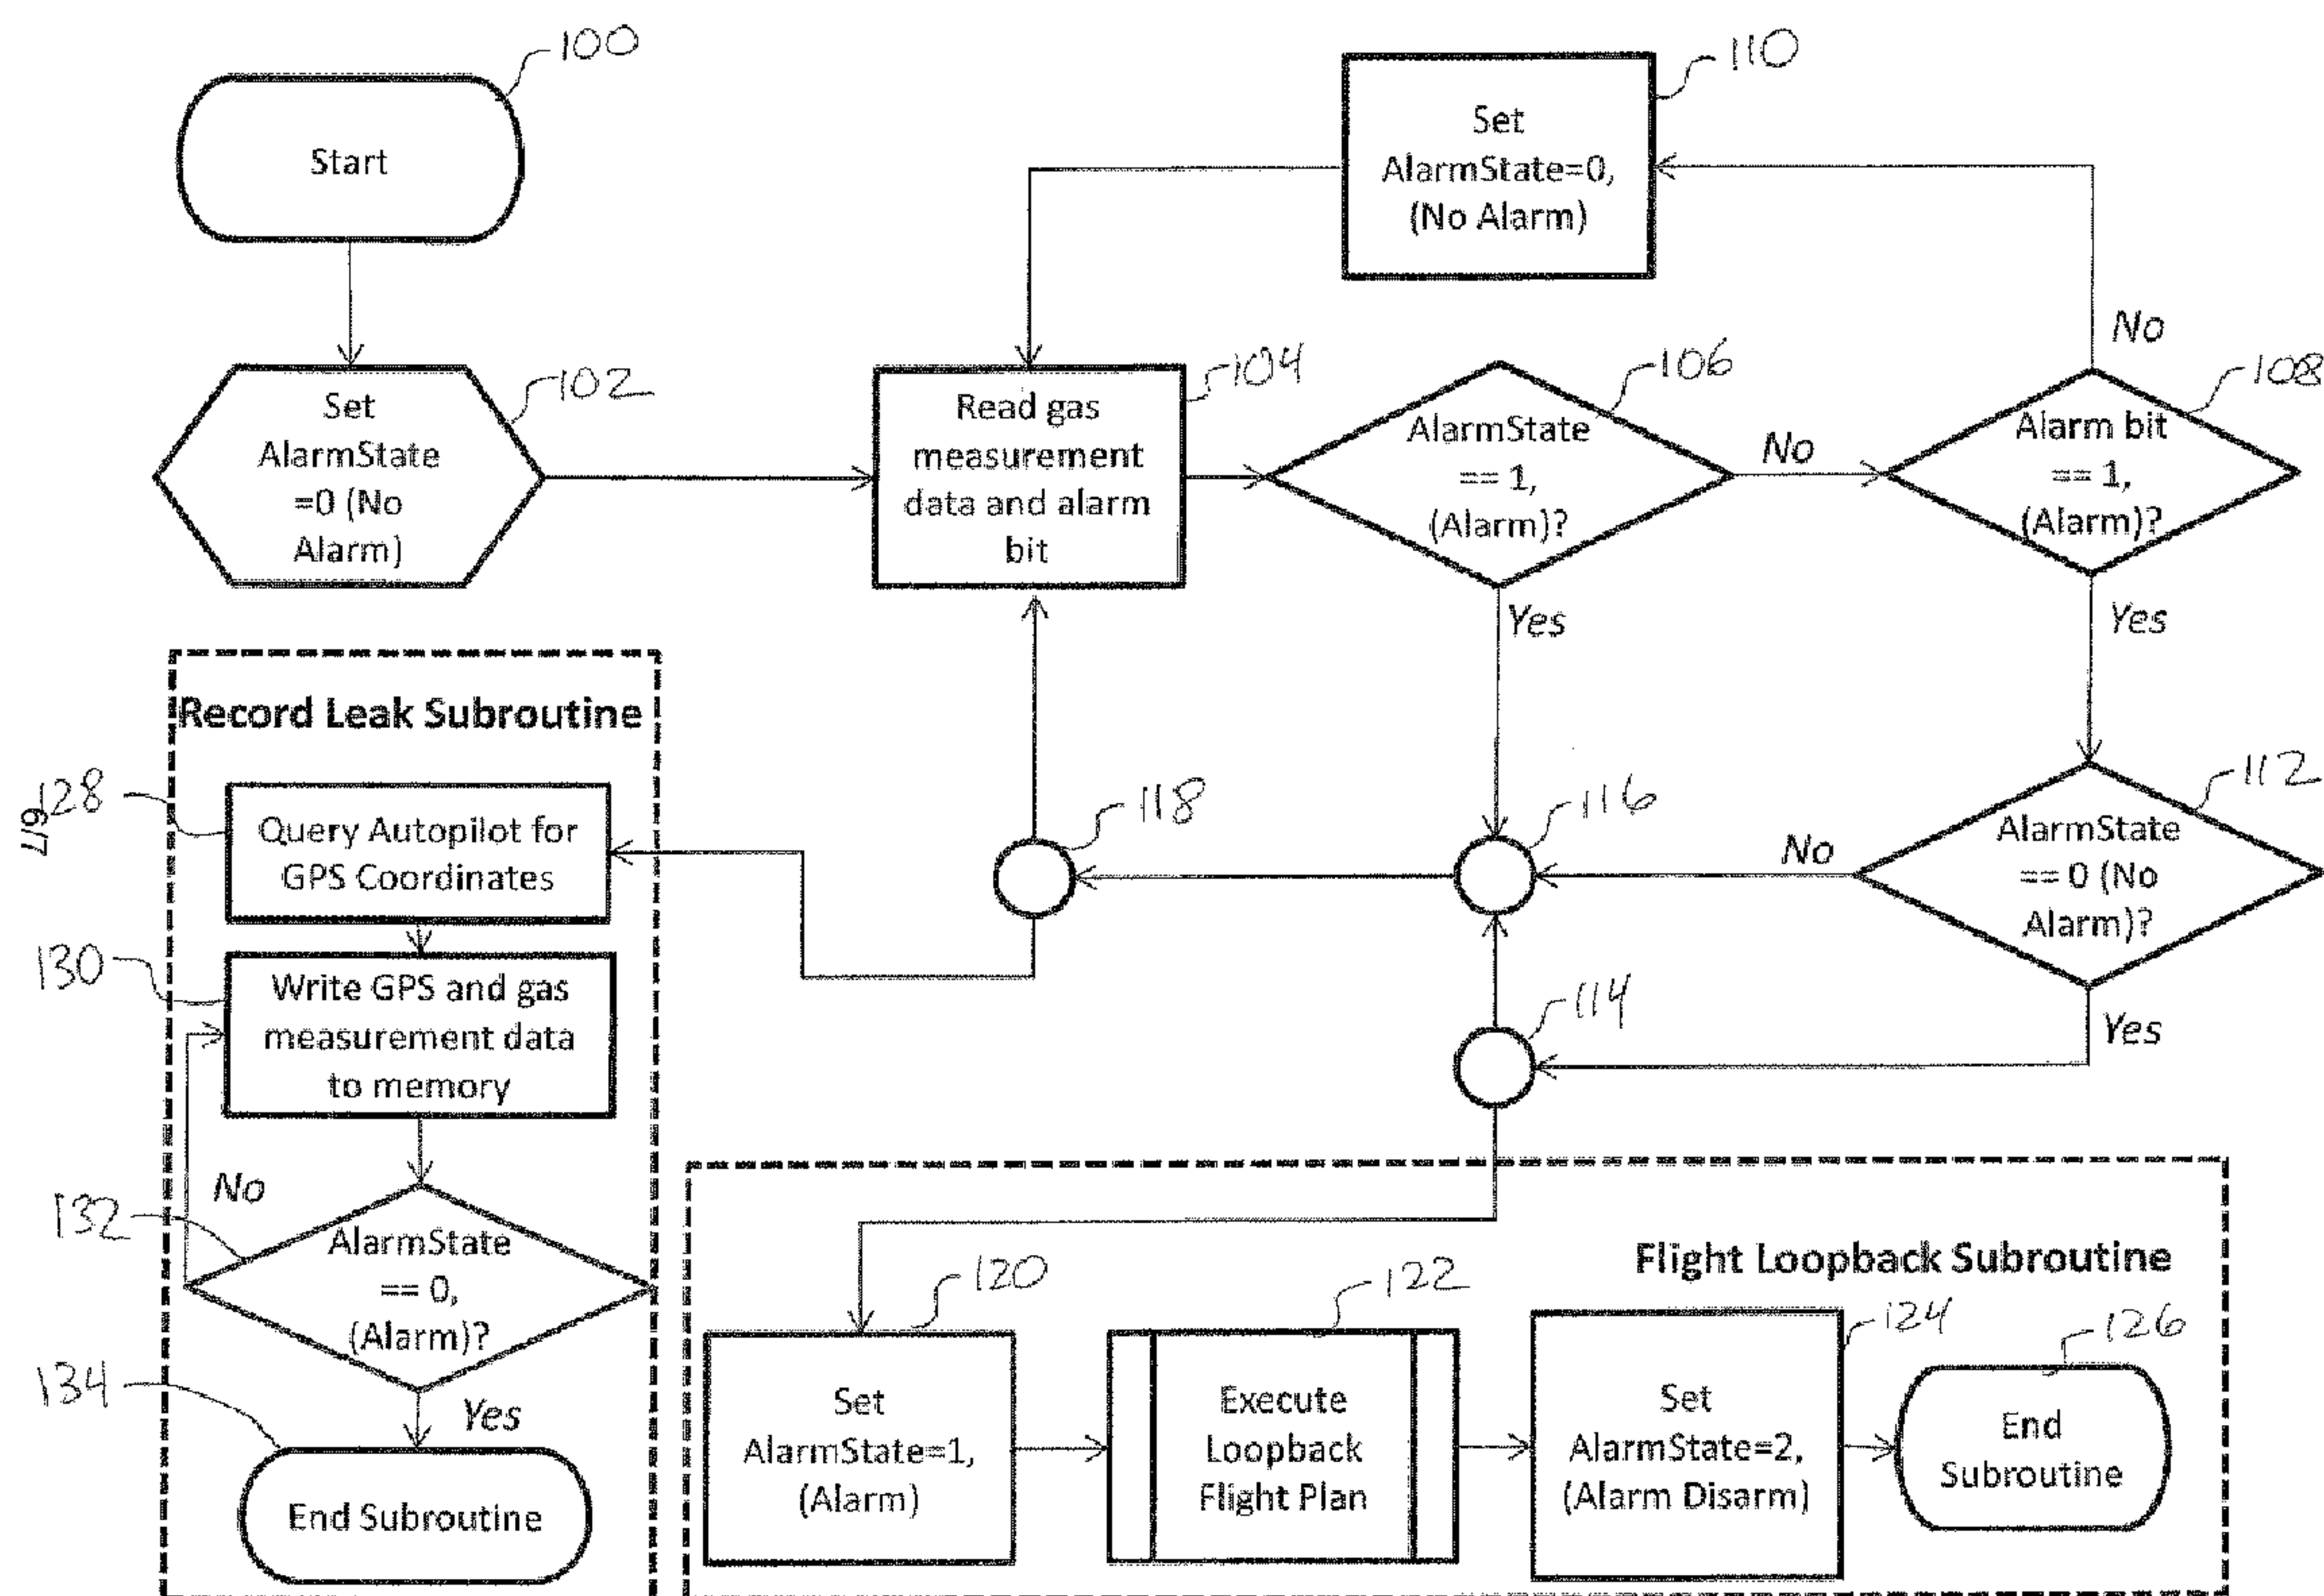 100
Start
110
Set
AlarmState=0,
(No Alarm)
102
Set
AlarmState
=0 (No
Alarm)
104
Read gas
measurement
data and alarm
bit
106
AlarmState
== 1,
(Alarm)?
No
108
Alarm bit
== 1,
(Alarm)?
No
Yes
Yes
Record Leak Subroutine
128
Query Autopilot for
GPS Coordinates
6/7
130
Write GPS and gas
measurement data
to memory
118
116
No
112
AlarmState
== 0 (No
Alarm)?
Yes
114
No
132
AlarmState
== 0,
(Alarm)?
Yes
134
End Subroutine
Flight Loopback Subroutine
120
Set
AlarmState=1,
(Alarm)
122
Execute
Loopback
Flight Plan
124
Set
AlarmState=2,
(Alarm Disarm)
126
End
Subroutine